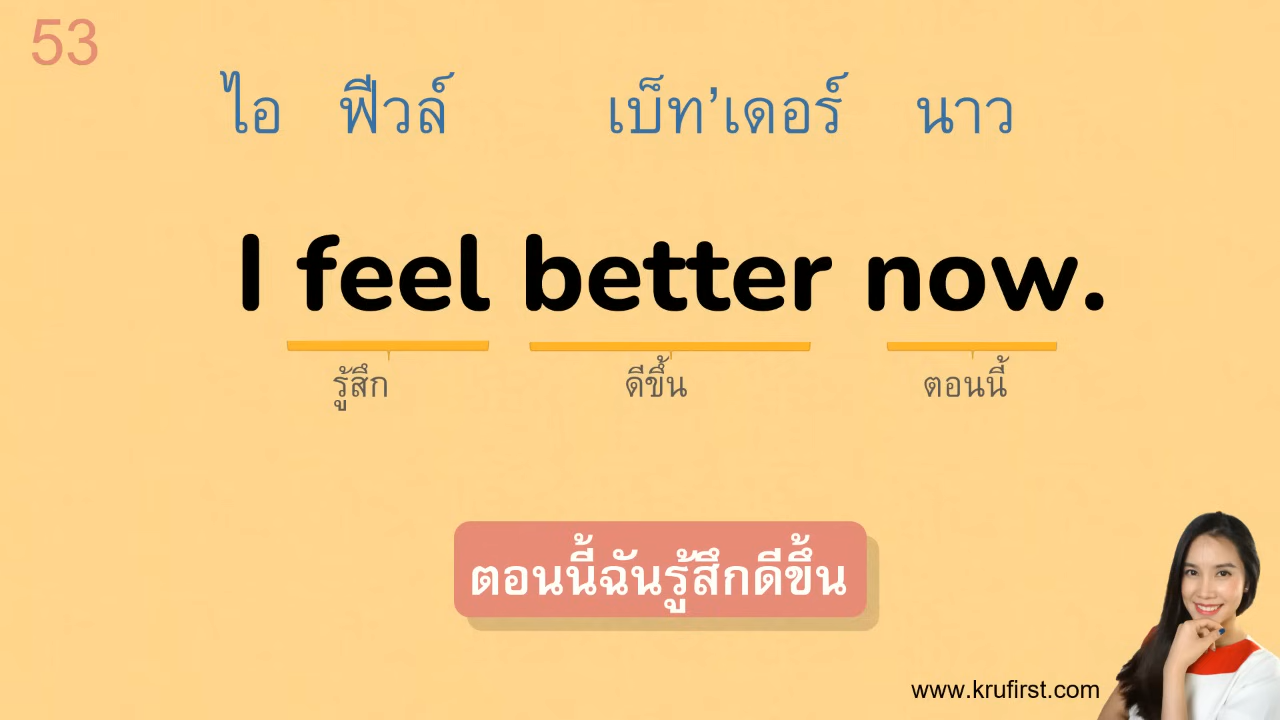 53
ไอ ฟีวล์ เบ็ท'เดอร์ นาว
I feel better now.
รู้สึก ดีขึ้น ตอนนี้
ตอนนี้ฉันรู้สึกดีขึ้น
www.krufirst.com